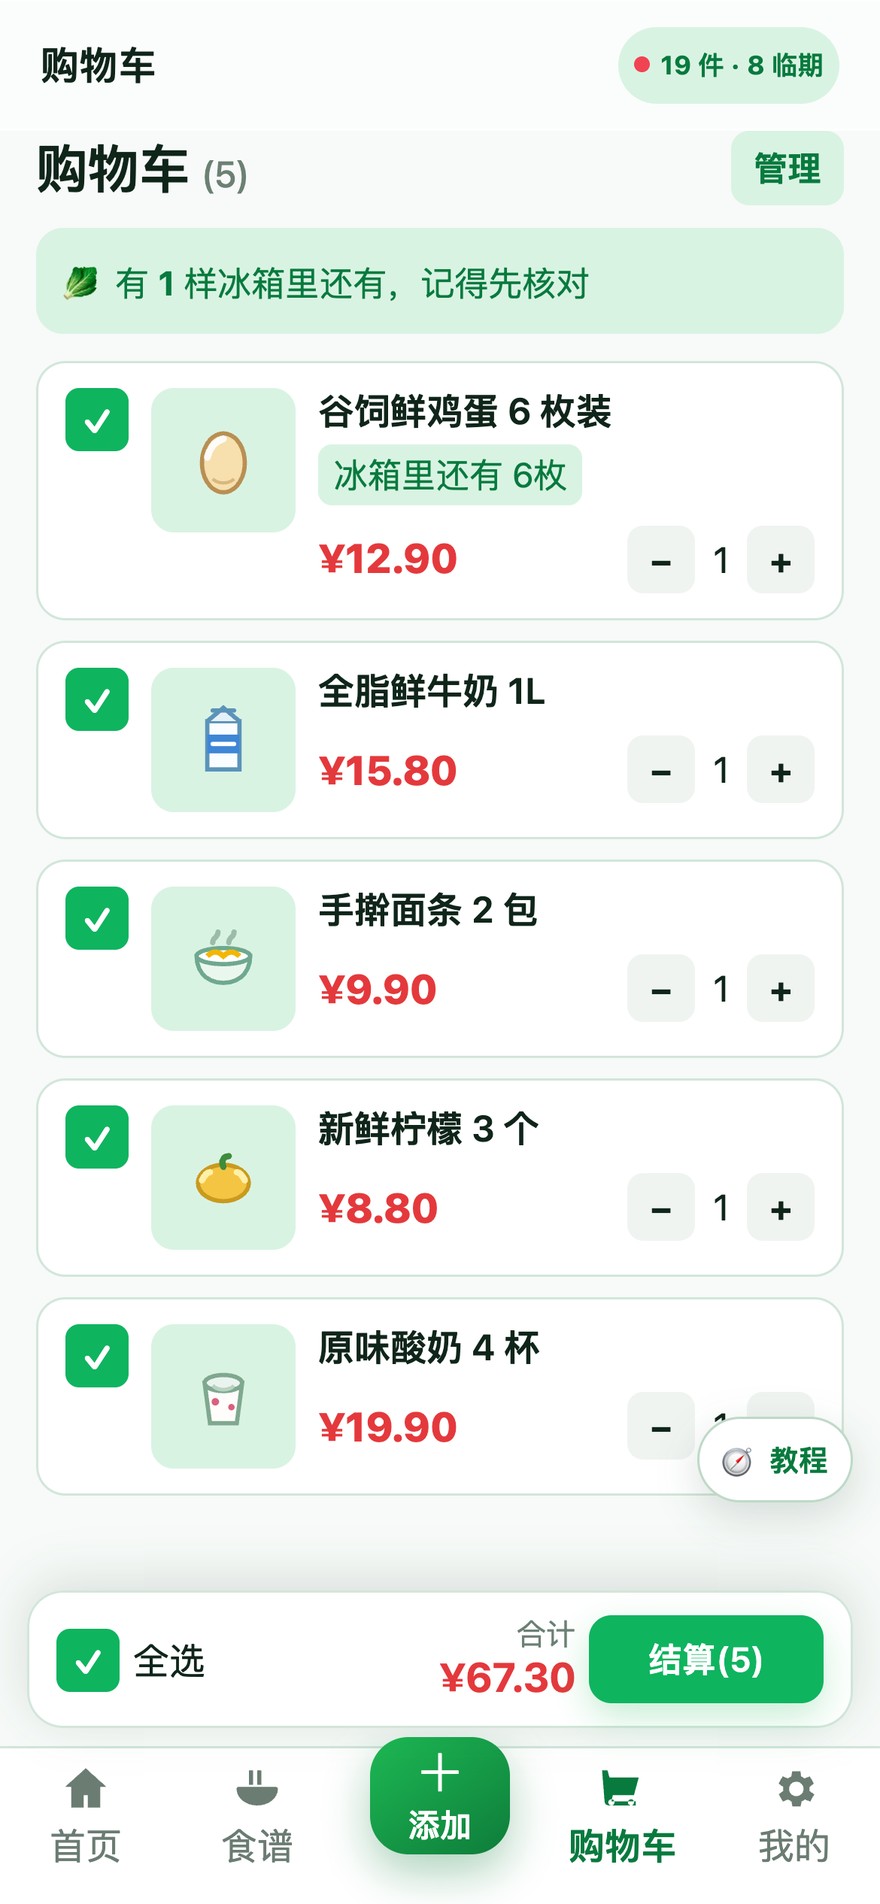 购物车
19 件 · 8 临期
购物车 (5)
管理
有 1 样冰箱里还有，记得先核对
谷饲鲜鸡蛋 6 枚装
冰箱里还有 6枚
¥12.90
− 1 +
全脂鲜牛奶 1L
¥15.80
− 1 +
手擀面条 2 包
¥9.90
− 1 +
新鲜柠檬 3 个
¥8.80
− 1 +
原味酸奶 4 杯
¥19.90
−
教程
全选
合计
¥67.30
结算(5)
首页
食谱
添加
购物车
我的